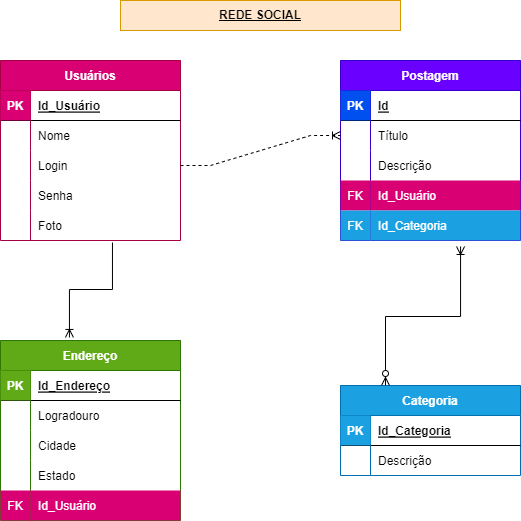 REDE SOCIAL
Usuários
PK Id_Usuário
Nome
Login
Senha
Foto
Postagem
PK Id
Título
Descrição
FK Id_Usuário
FK Id_Categoria
Endereço
PK Id_Endereço
Logradouro
Cidade
Estado
FK Id_Usuário
Categoria
PK Id_Categoria
Descrição